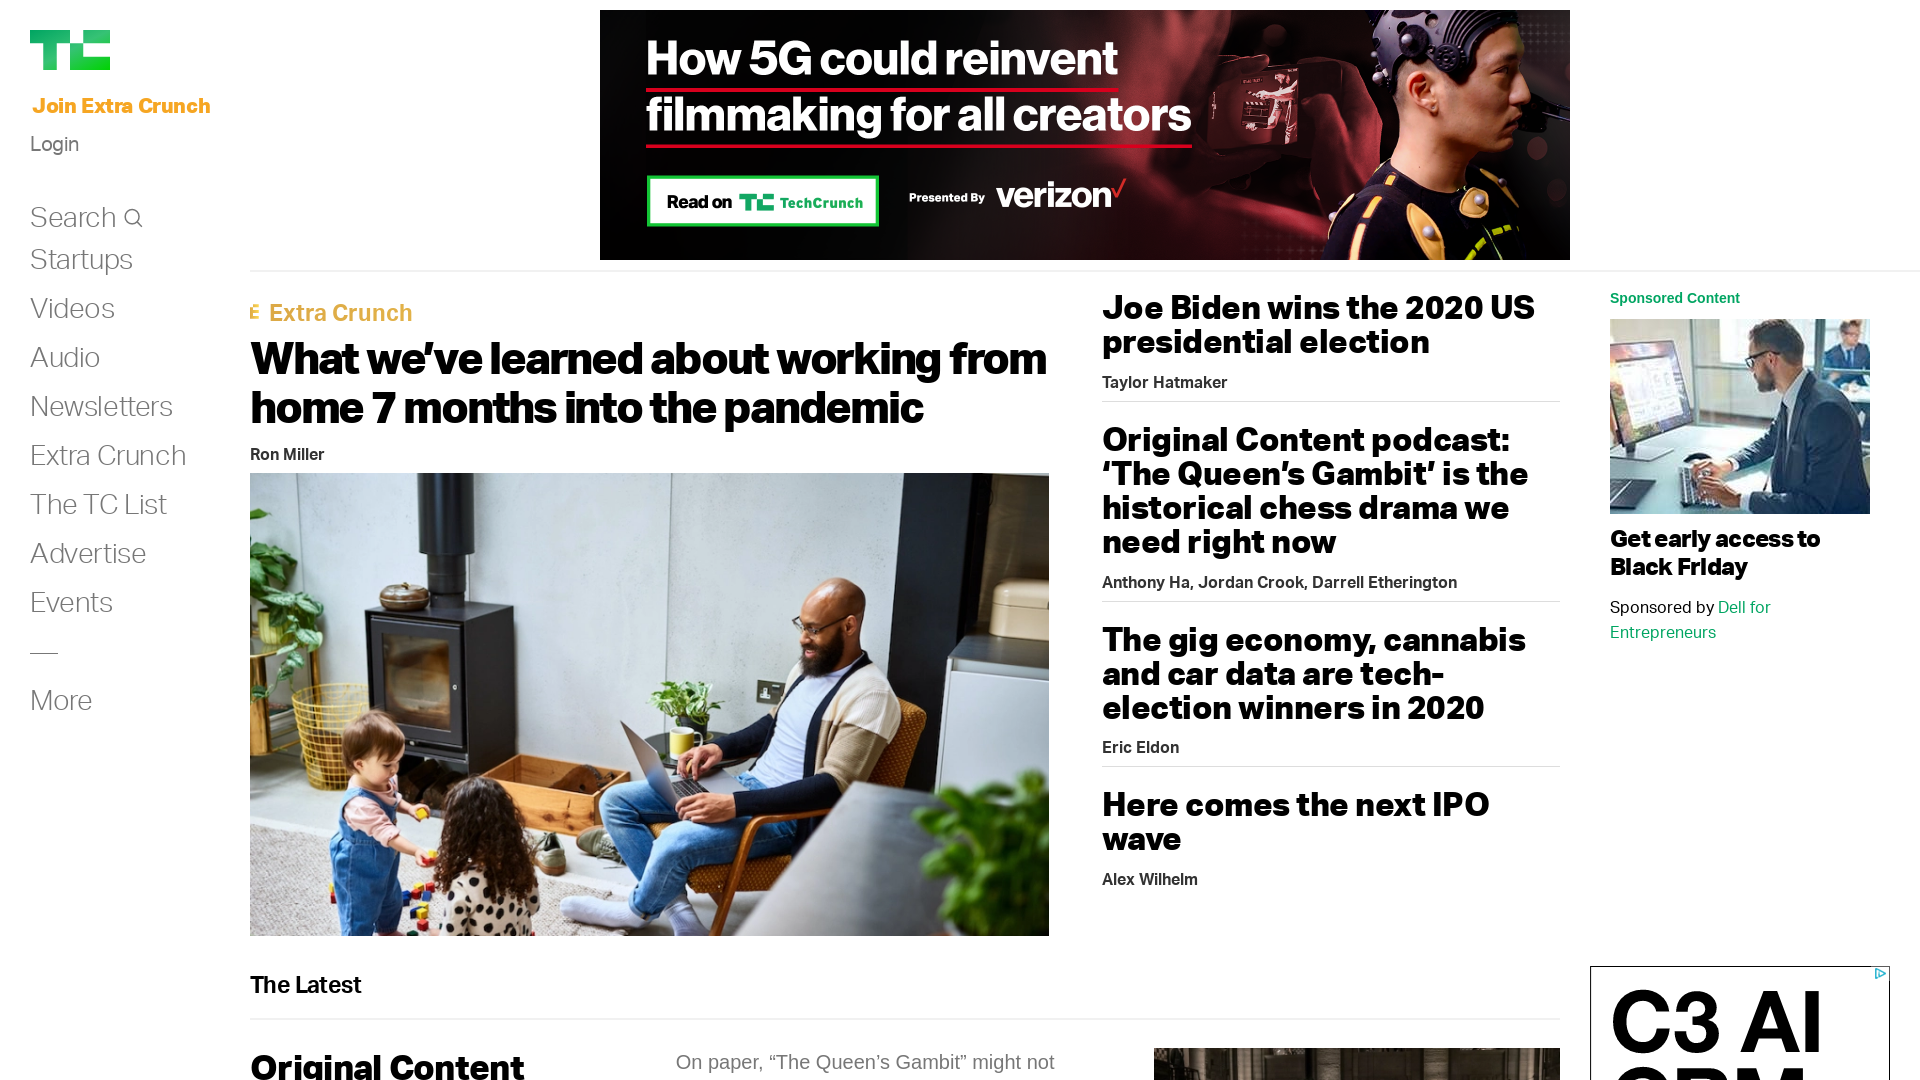 TC
Join Extra Crunch
Login
Search
Startups
Videos
Audio
Newsletters
Extra Crunch
The TC List
Advertise
Events
—
More
How 5G could reinvent
filmmaking for all creators
Read on TC TechCrunch
Presented By verizon✓
Extra Crunch
What we’ve learned about working from
home 7 months into the pandemic
Ron Miller
Joe Biden wins the 2020 US
presidential election
Taylor Hatmaker
Original Content podcast:
‘The Queen’s Gambit’ is the
historical chess drama we
need right now
Anthony Ha, Jordan Crook, Darrell Etherington
The gig economy, cannabis
and car data are tech-
election winners in 2020
Eric Eldon
Here comes the next IPO
wave
Alex Wilhelm
Sponsored Content
Get early access to
Black Friday
Sponsored by Dell for
Entrepreneurs
The Latest
Original Content
On paper, “The Queen’s Gambit” might not
C3 AI
CRM